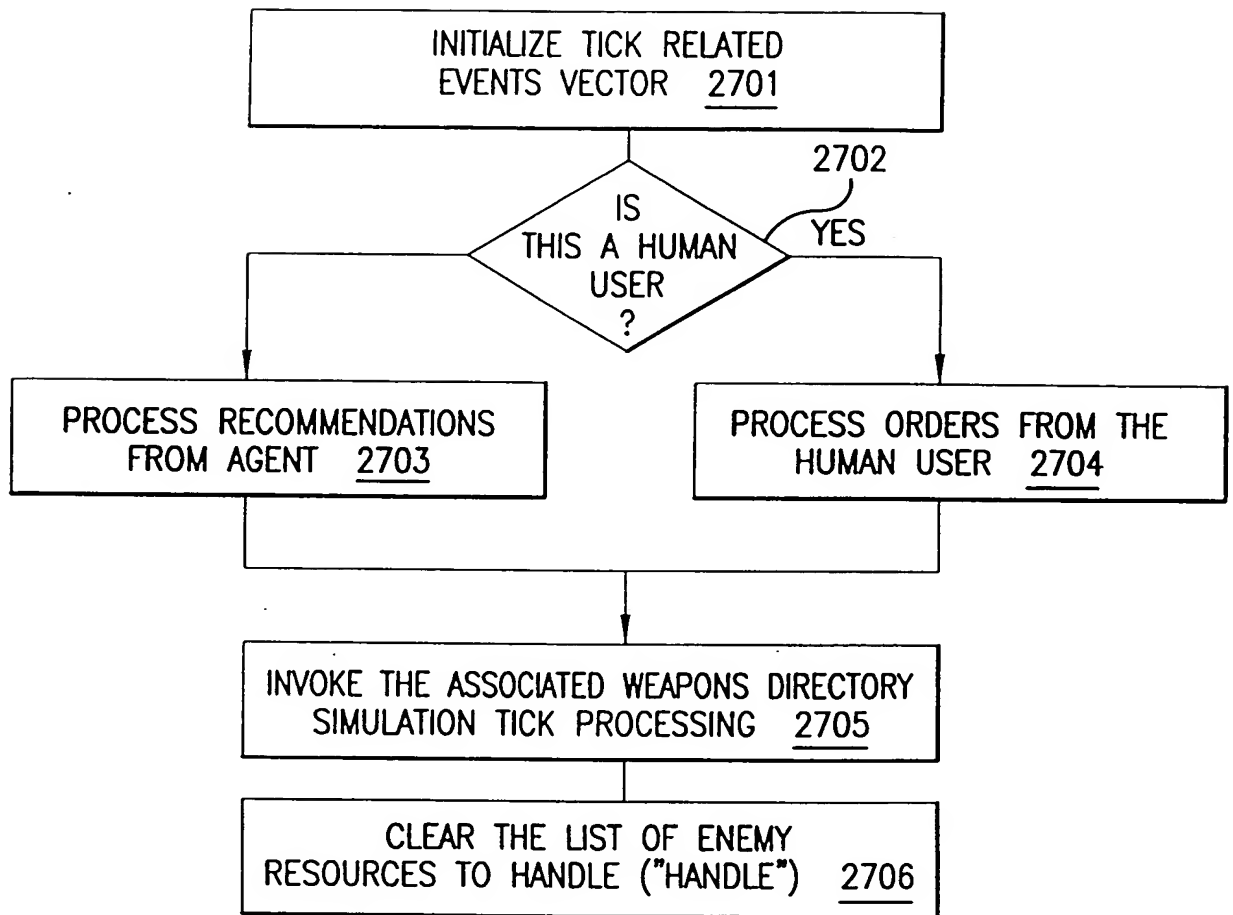 INITIALIZE TICK RELATED
EVENTS VECTOR 2701
2702
IS
THIS A HUMAN
USER
?
YES
PROCESS RECOMMENDATIONS
FROM AGENT 2703
PROCESS ORDERS FROM THE
HUMAN USER 2704
INVOKE THE ASSOCIATED WEAPONS DIRECTORY
SIMULATION TICK PROCESSING 2705
CLEAR THE LIST OF ENEMY
RESOURCES TO HANDLE ("HANDLE") 2706